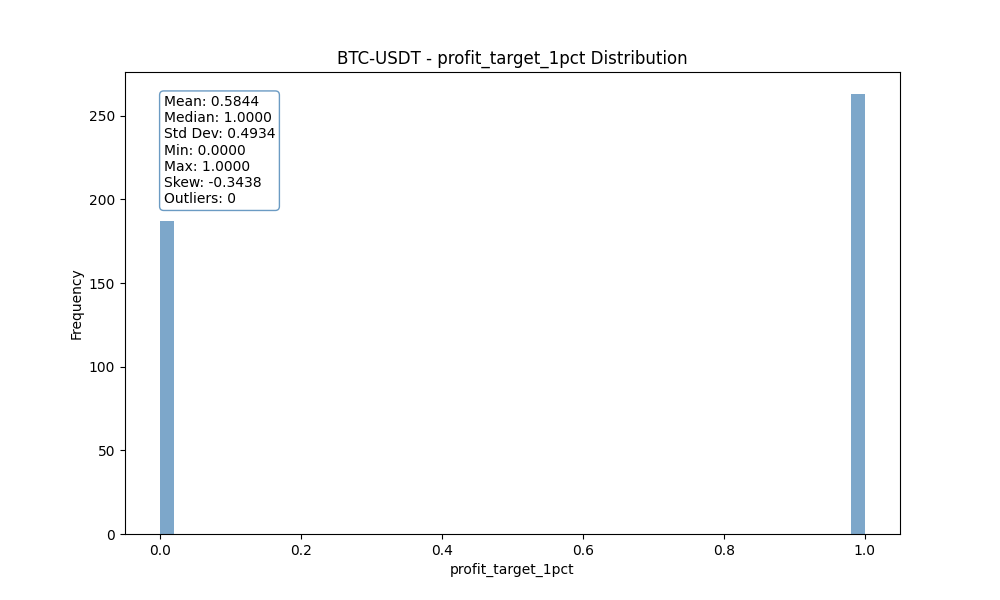 BTC-USDT - profit_target_1pct Distribution
Mean: 0.5844
Median: 1.0000
Std Dev: 0.4934
Min: 0.0000
Max: 1.0000
Skew: -0.3438
Outliers: 0
Frequency
250
200
150
100
50
0
0.0 0.2 0.4 0.6 0.8 1.0
profit_target_1pct